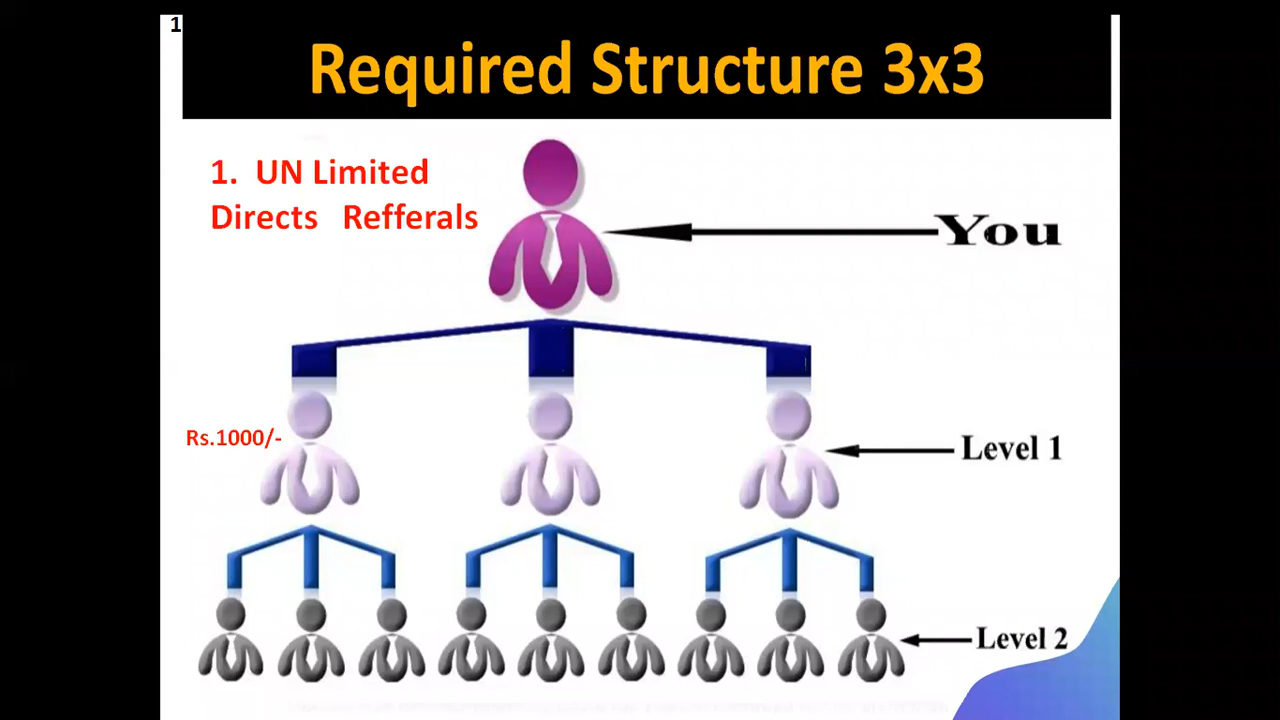 1
Required Structure 3x3
1. UN Limited
Directs Refferals
You
Rs.1000/-
Level 1
Level 2